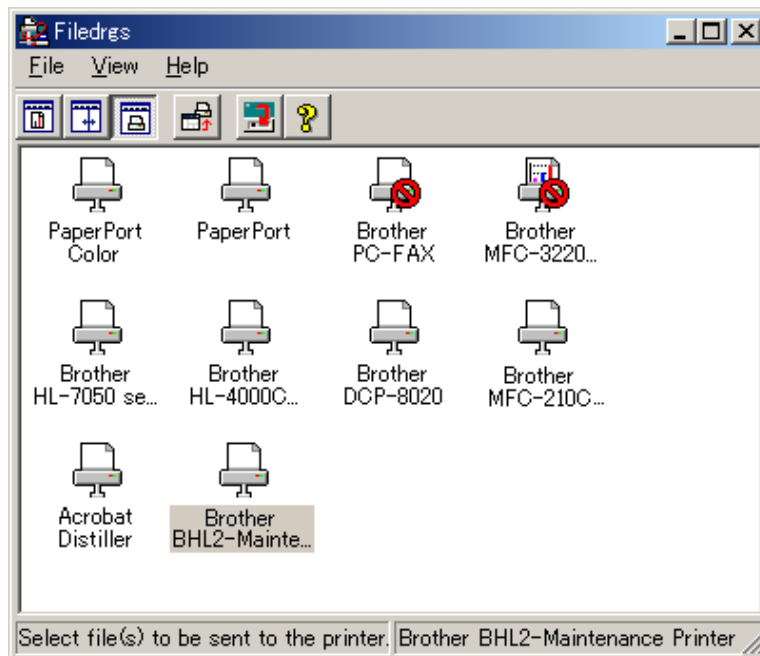 Filedrgs
File View Help
PaperPort
Color
PaperPort
Brother
PC-FAX
Brother
MFC-3220...
Brother
HL-7050 se...
Brother
HL-4000C...
Brother
DCP-8020
Brother
MFC-210C...
Acrobat
Distiller
Brother
BHL2-Mainte...
Select file(s) to be sent to the printer. Brother BHL2-Maintenance Printer